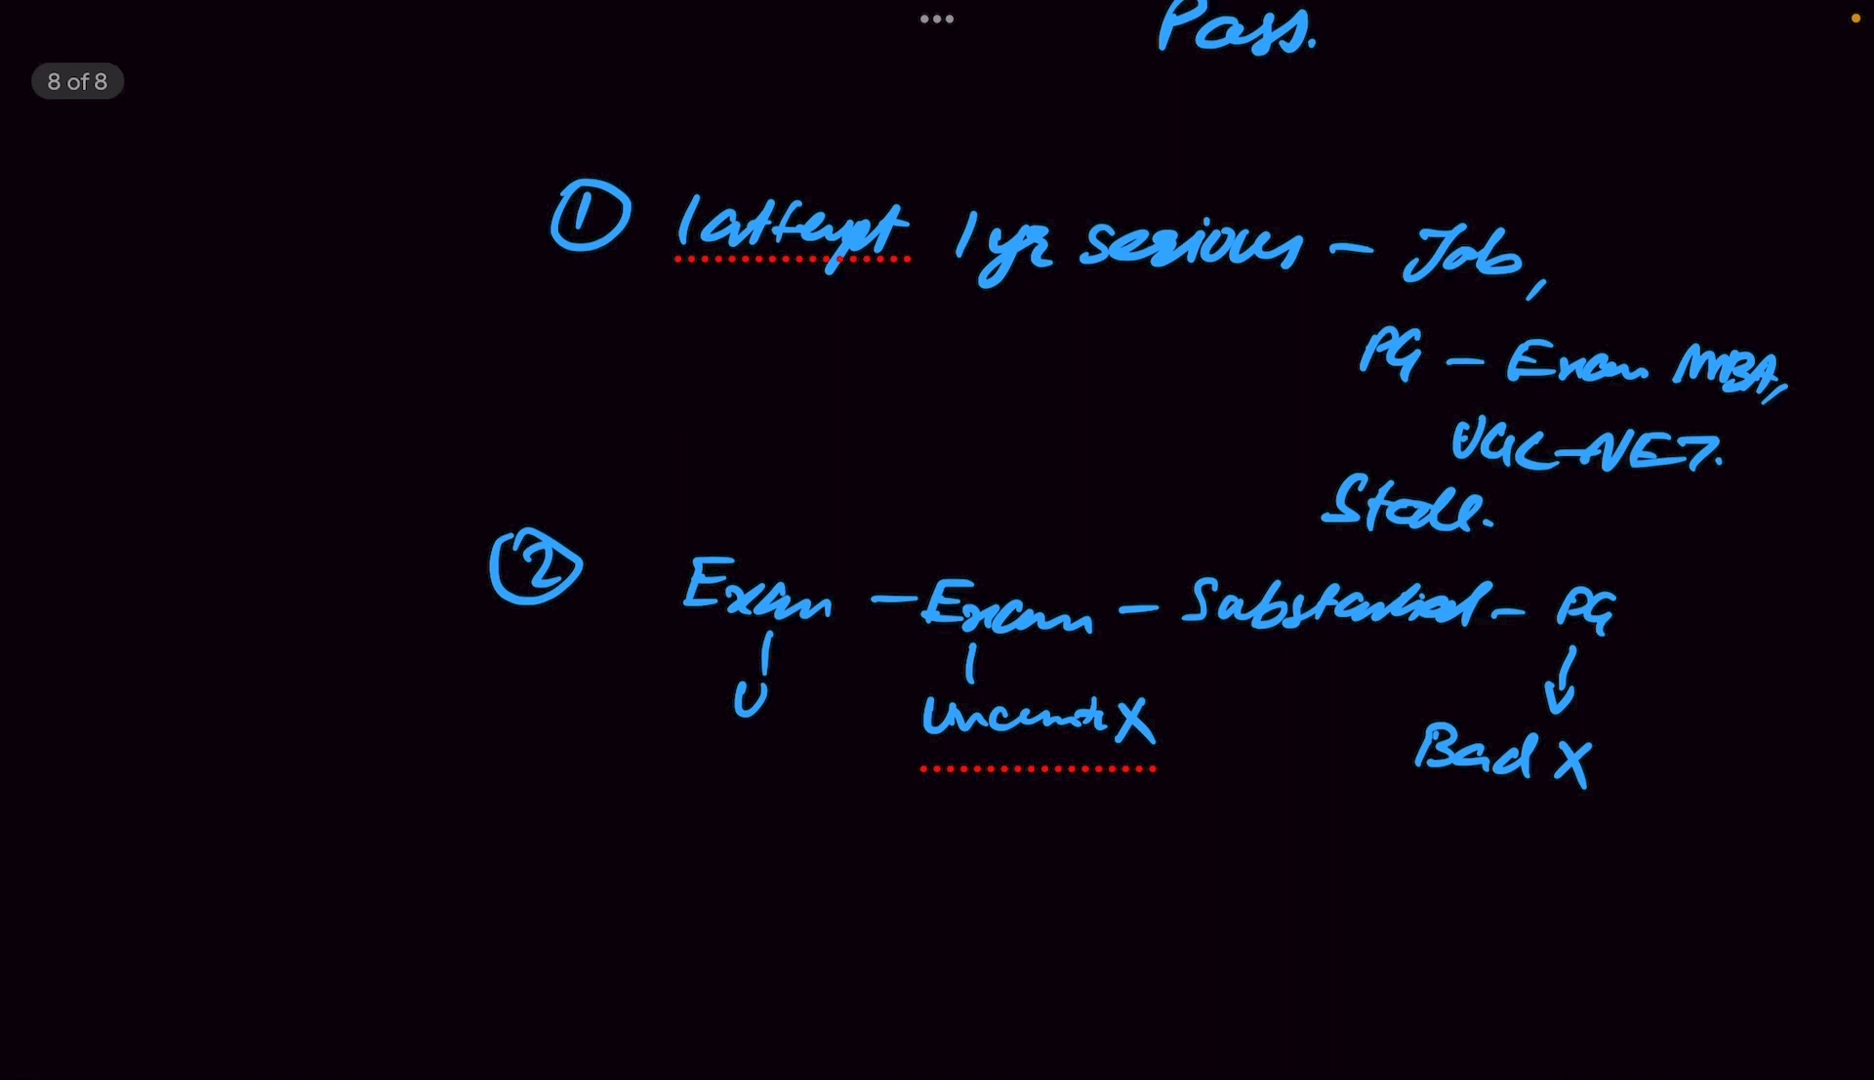 Pass.
8 of 8
① 1 attempt 1 yr serious – Job,
PG – Exam MBA,
UGC-NET.
State.
② Exam – Exam – Substantial – PG
X
Bad X